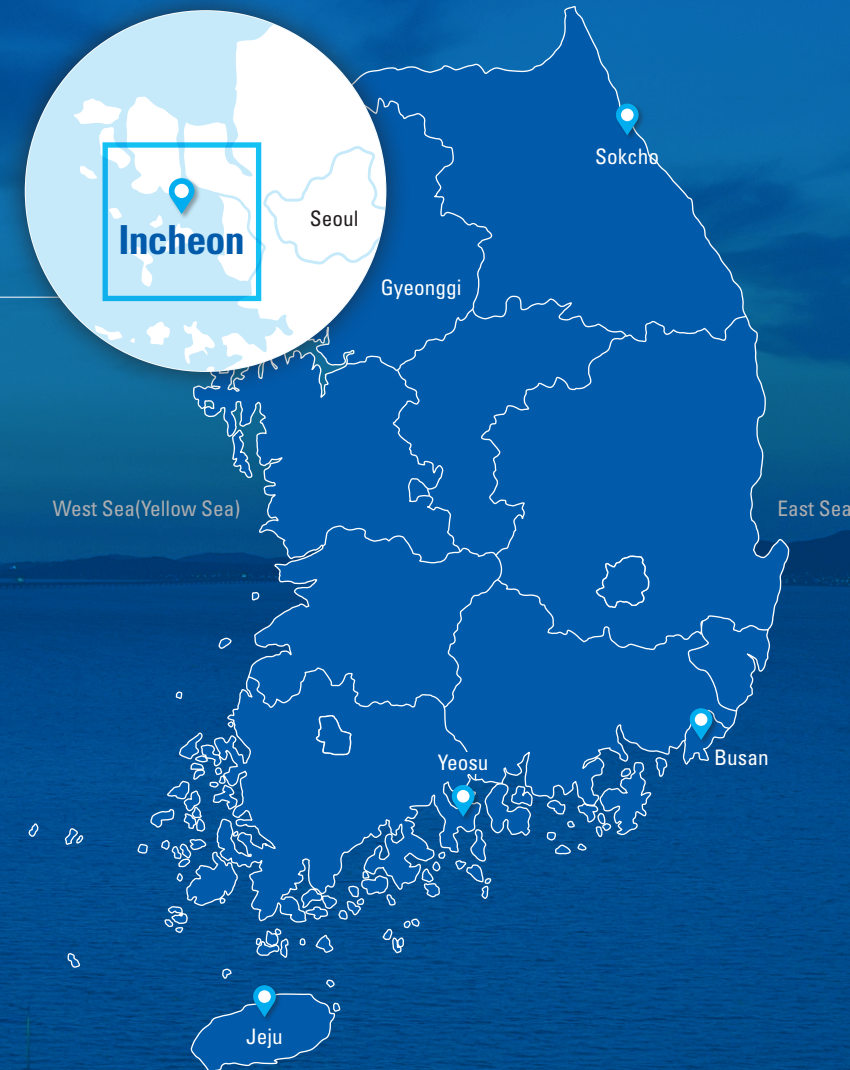 Sokcho
Seoul
Incheon
Gyeonggi
West Sea(Yellow Sea)
East Sea
Yeosu
Busan
Jeju